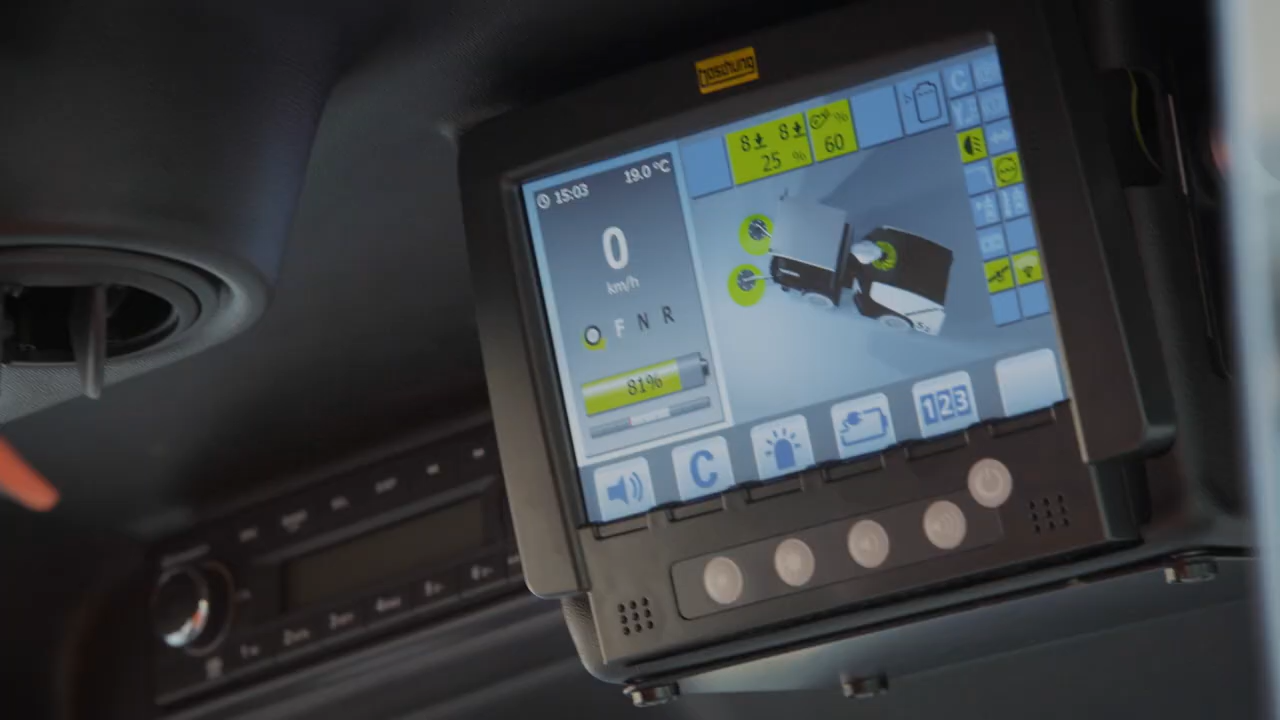 boschung
15:03 19.0 °C
8 8
25 %
%
60
0
km/h
F N R
81%
C
123
C